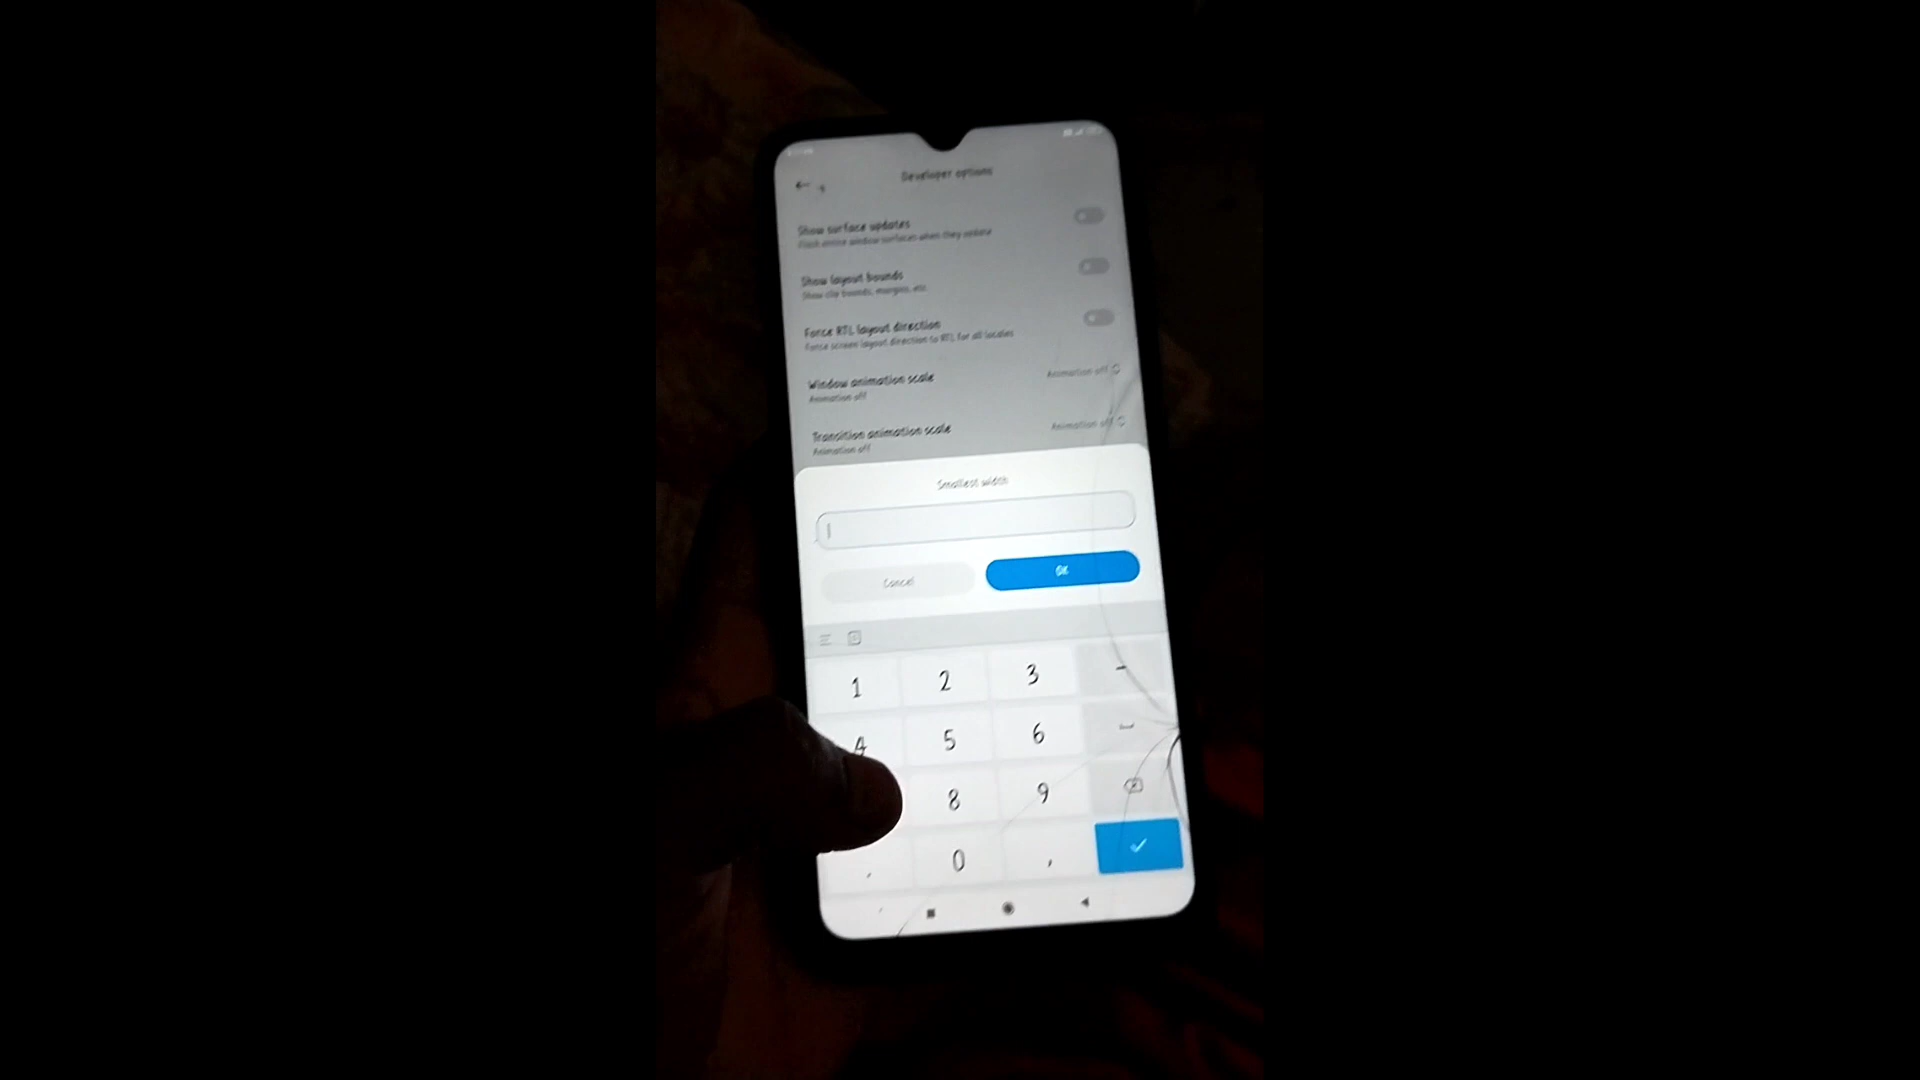 Developer options
Show surface updates
Flash entire window surfaces when they update
Show layout bounds
Show clip bounds, margins, etc.
Force RTL layout direction
Force screen layout direction to RTL for all locales
Window animation scale
Animation off
Animation off
Transition animation scale
Animation off
Animation off
Smallest width
Cancel
OK
1 2 3 -
4 5 6
8 9
. 0 ,